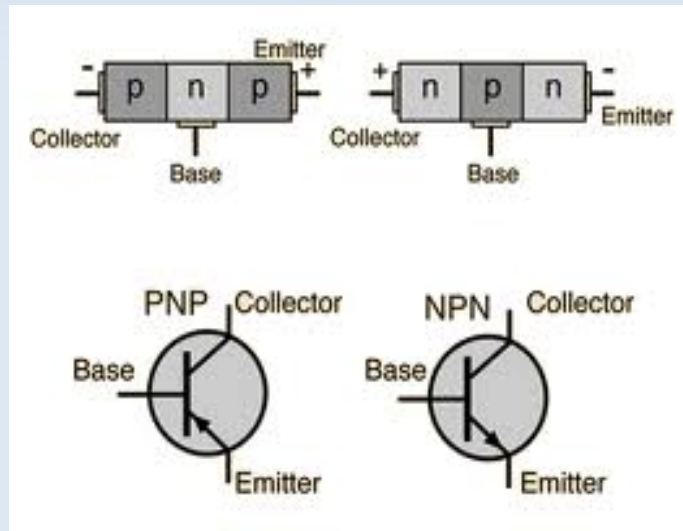 Emitter
- p n p +
Collector
Base
+ n p n -
Emitter
Collector
Base
PNP Collector
Base
Emitter
NPN Collector
Base
Emitter